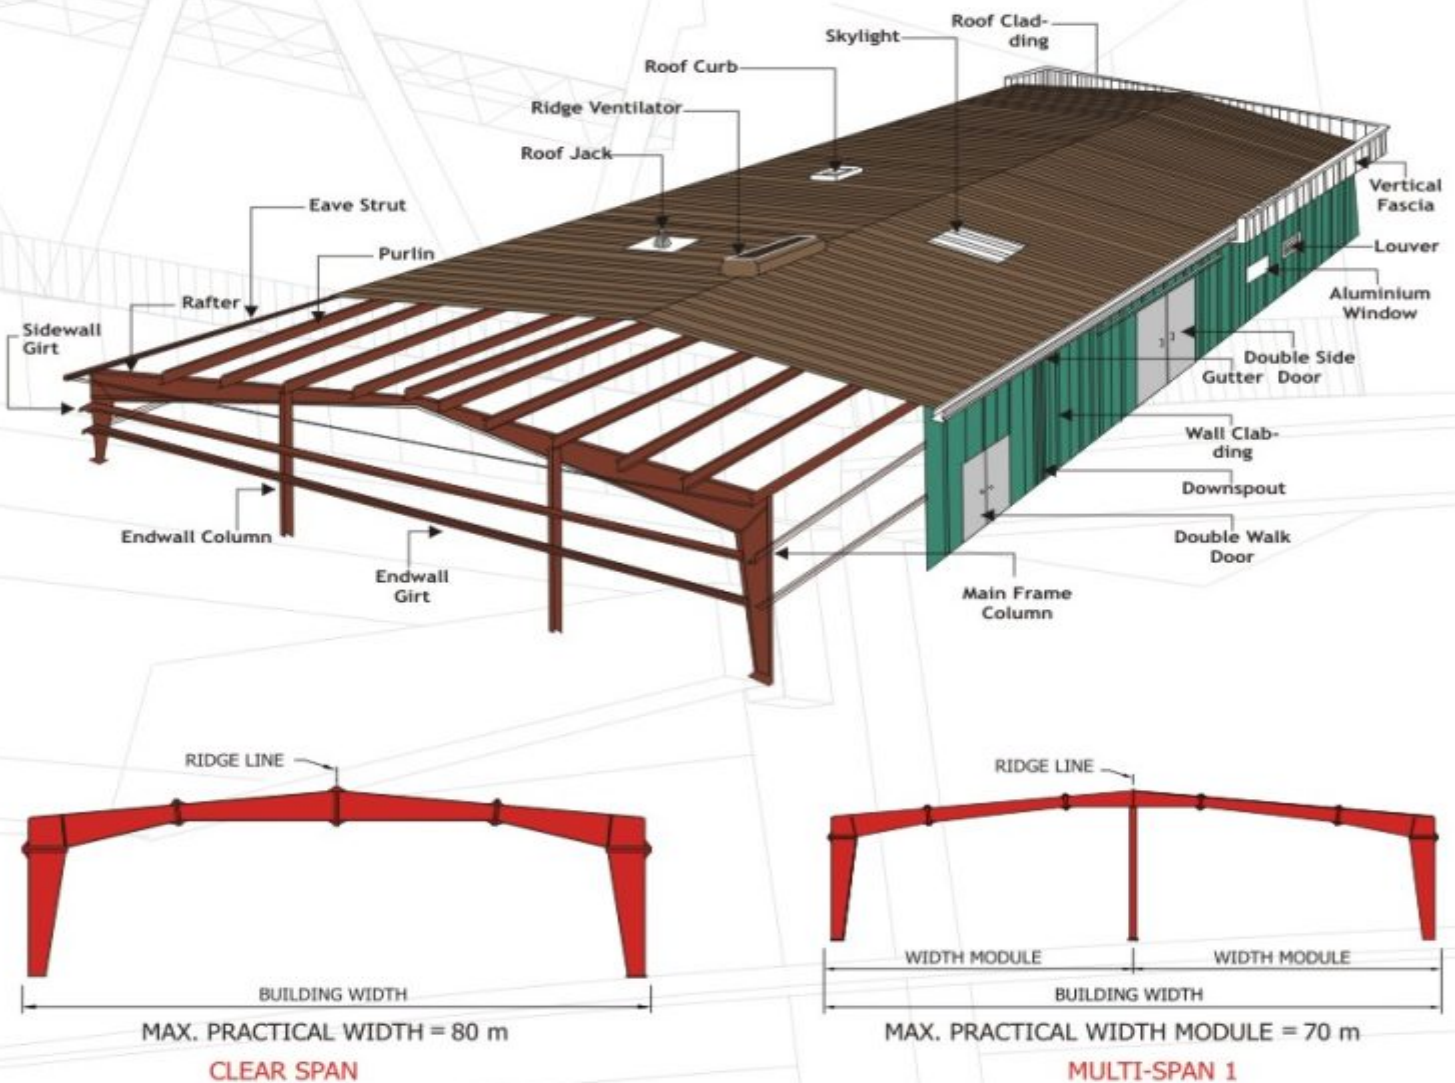 Roof Clad-
ding
Skylight
Roof Curb
Ridge Ventilator
Roof Jack
Eave Strut
Purlin
Rafter
Sidewall
Girt
Vertical
Fascia
Louver
Aluminium
Window
Double Side
Door
Gutter
Wall Clab-
ding
Downspout
Double Walk
Door
Main Frame
Column
Endwall Column
Endwall
Girt
RIDGE LINE
BUILDING WIDTH
MAX. PRACTICAL WIDTH = 80 m
CLEAR SPAN
RIDGE LINE
WIDTH MODULE
WIDTH MODULE
BUILDING WIDTH
MAX. PRACTICAL WIDTH MODULE = 70 m
MULTI-SPAN 1